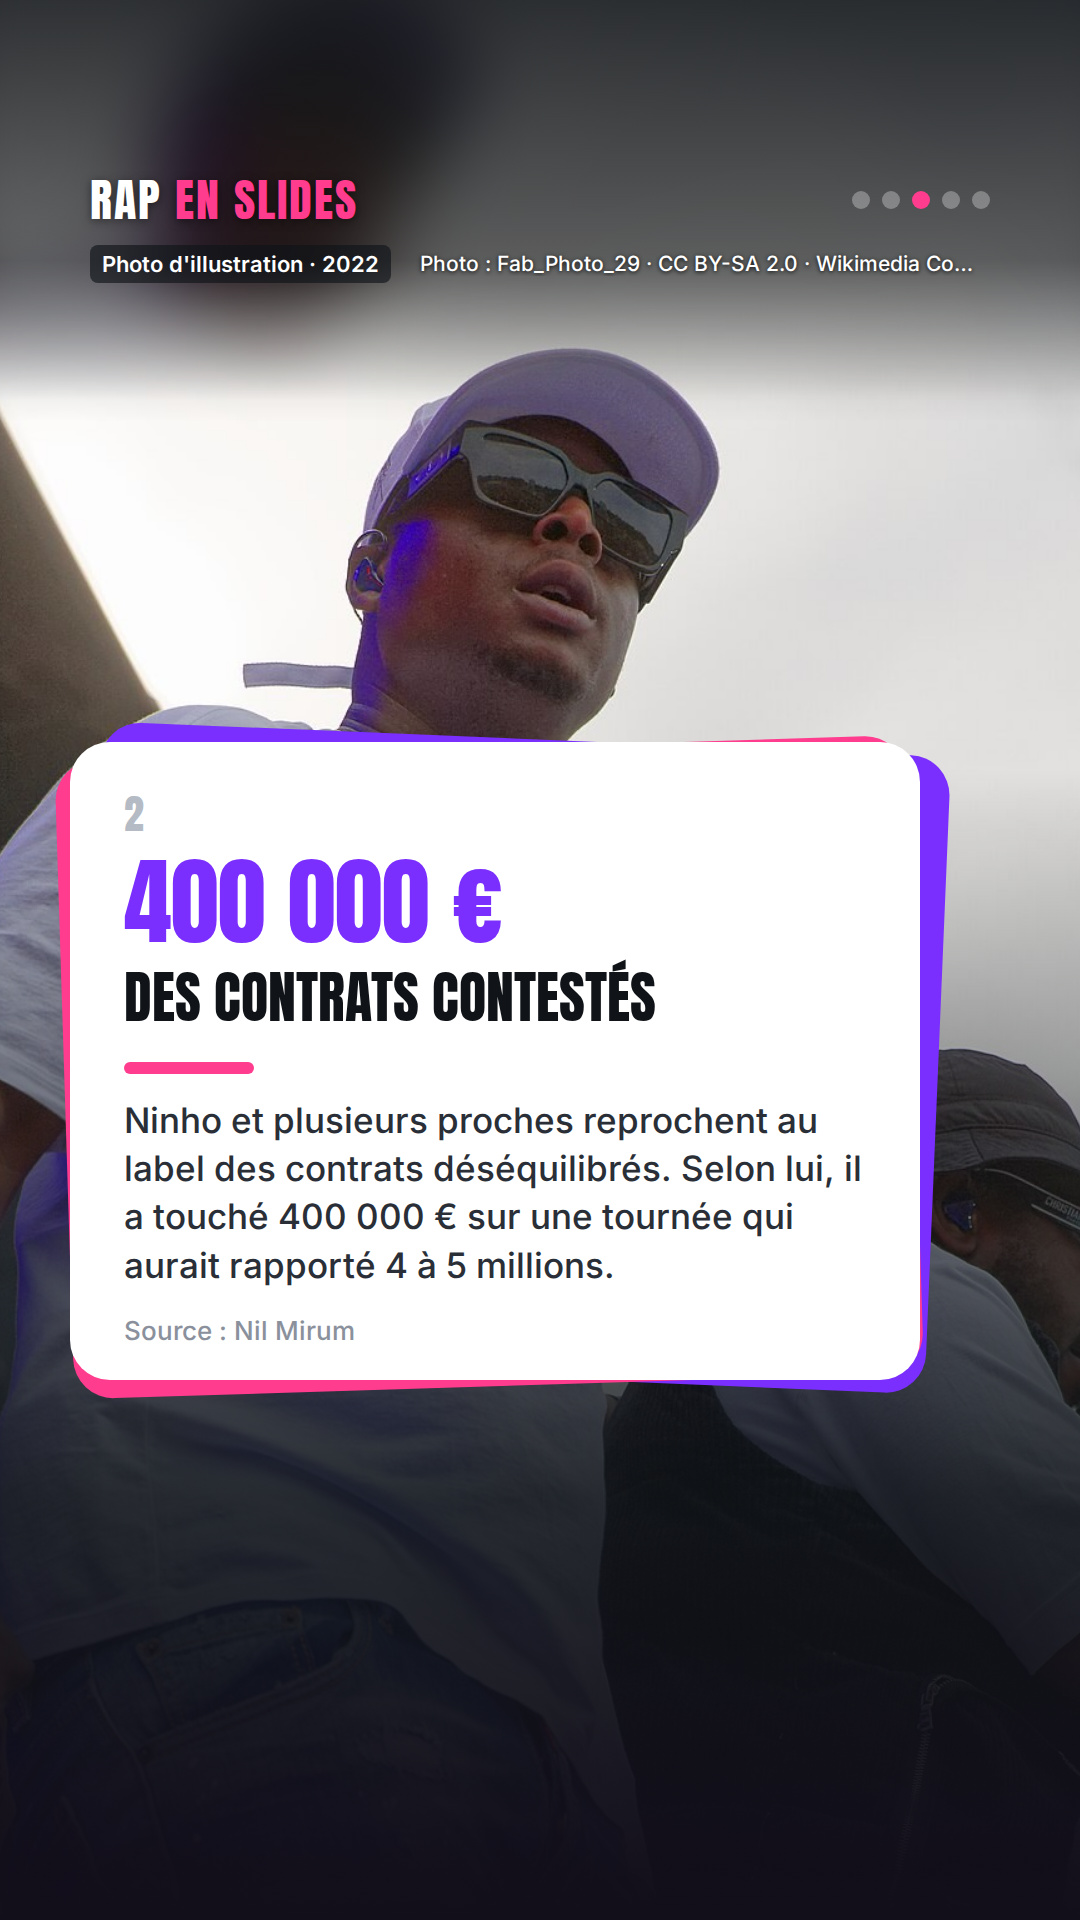 RAP EN SLIDES
Photo d'illustration · 2022
Photo : Fab_Photo_29 · CC BY-SA 2.0 · Wikimedia Co...
2
400 000 €
DES CONTRATS CONTESTÉS
Ninho et plusieurs proches reprochent au
label des contrats déséquilibrés. Selon lui, il
a touché 400 000 € sur une tournée qui
aurait rapporté 4 à 5 millions.
Source : Nil Mirum